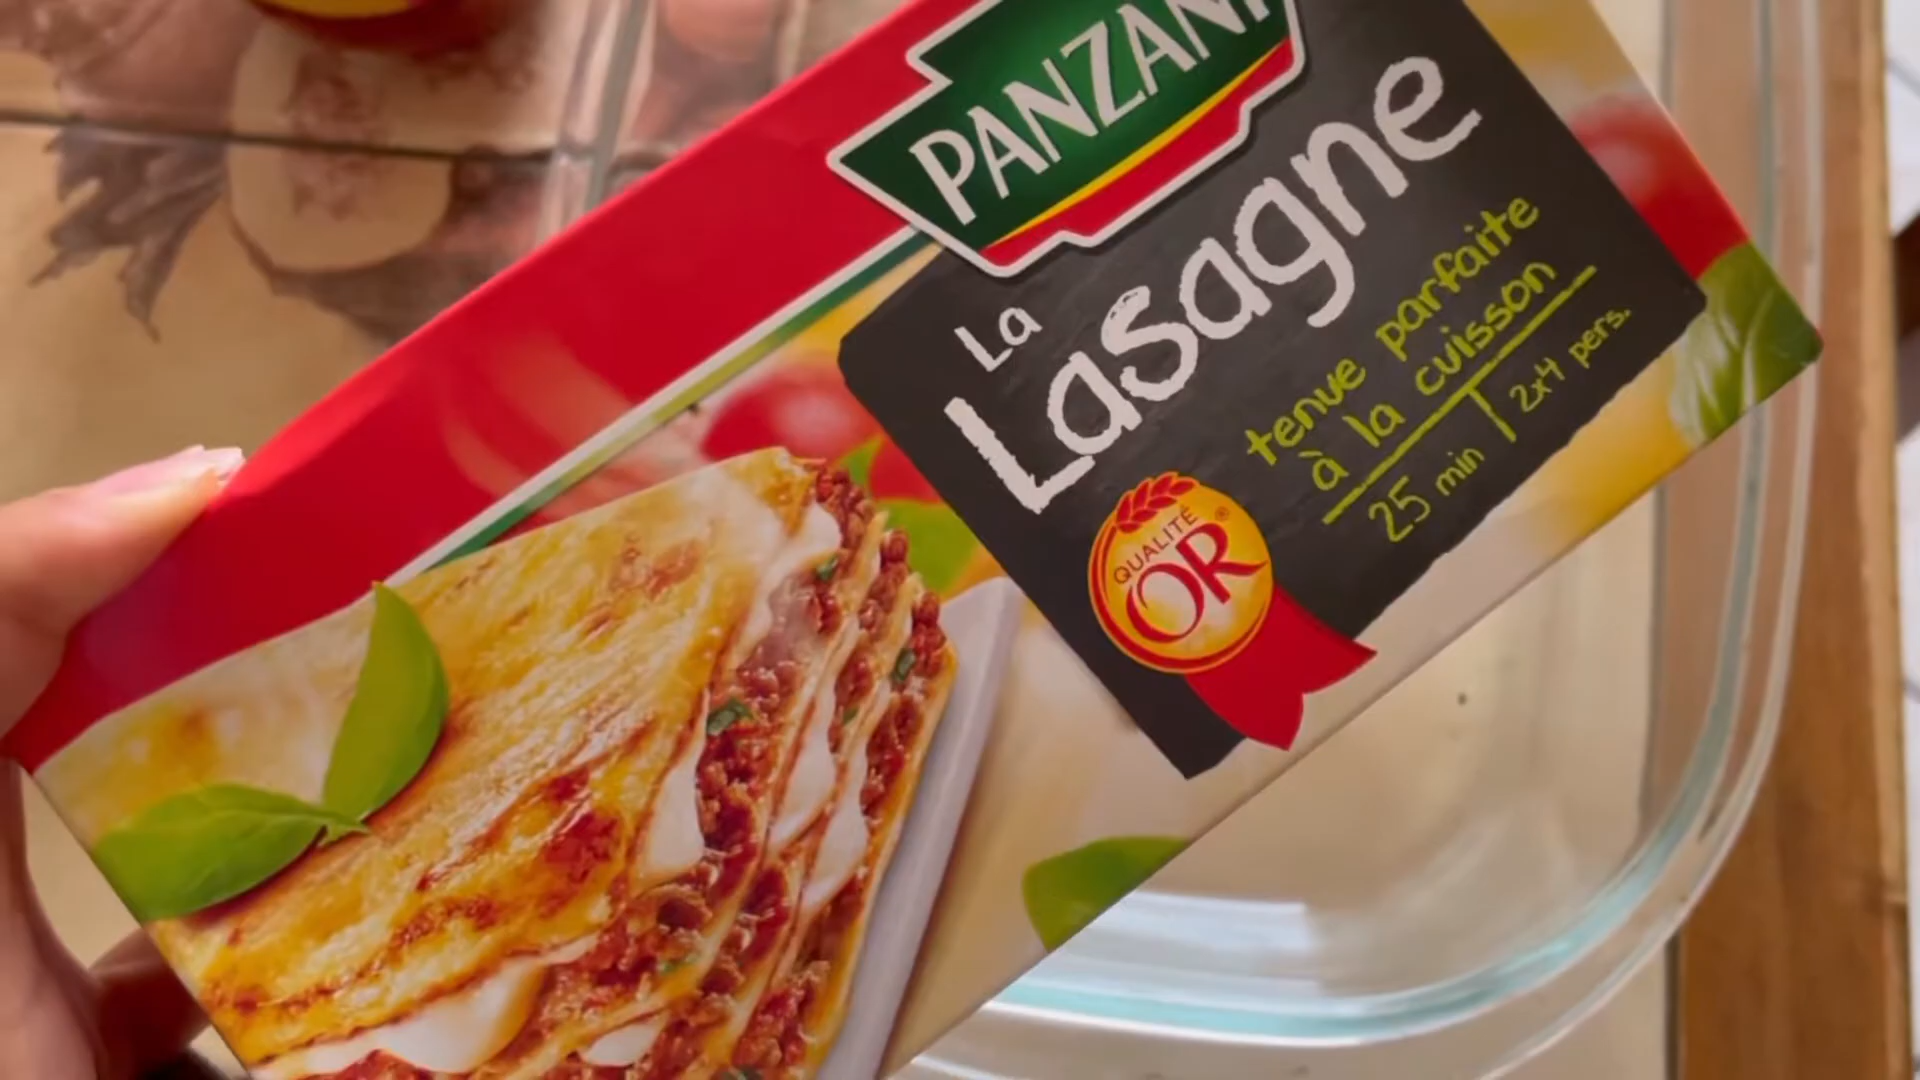 PANZANI
La
Lasagne
tenue parfaite
à la cuisson
25 min 2x4 pers.
QUALITÉ
OR®